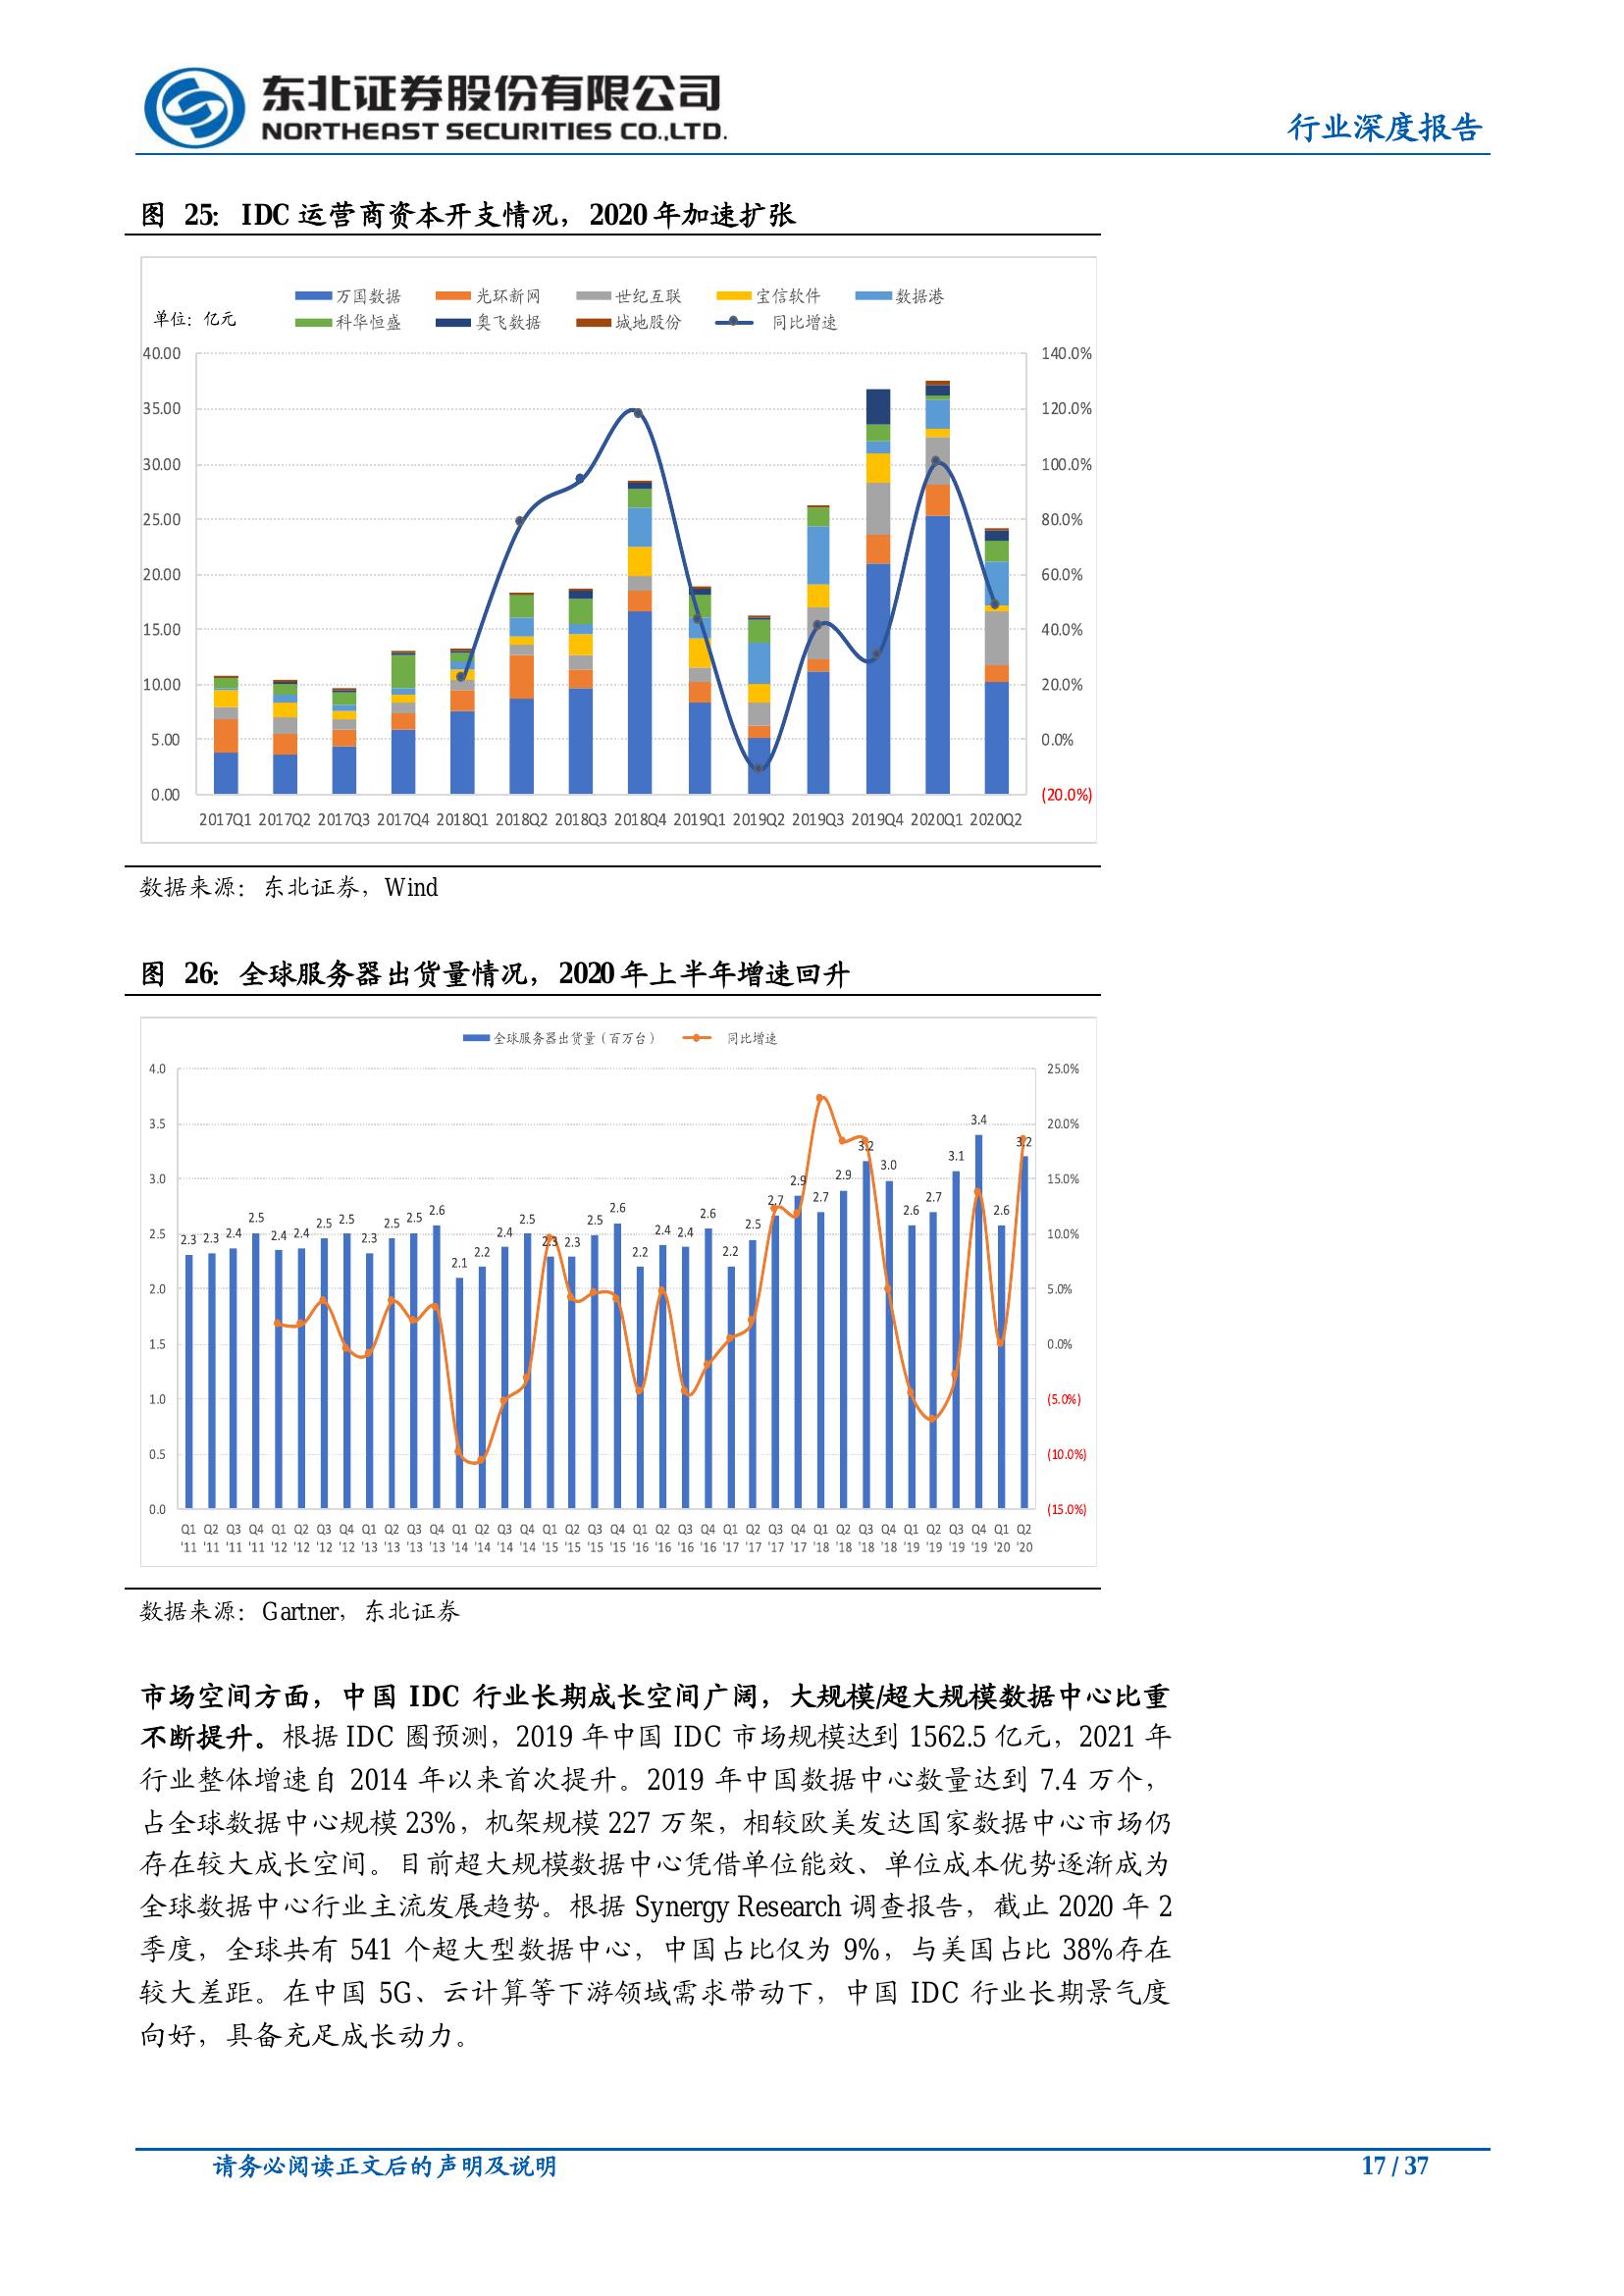 东北证券股份有限公司
NORTHEAST SECURITIES CO.,LTD.
行业深度报告
图 25：IDC 运营商资本开支情况，2020 年加速扩张
万国数据 光环新网 世纪互联 宝信软件 数据港
单位：亿元
科华恒盛 奥飞数据 城地股份 同比增速
40.00 140.0%
35.00 120.0%
30.00 100.0%
25.00 80.0%
20.00 60.0%
15.00 40.0%
10.00 20.0%
5.00 0.0%
0.00 (20.0%)
2017Q1 2017Q2 2017Q3 2017Q4 2018Q1 2018Q2 2018Q3 2018Q4 2019Q1 2019Q2 2019Q3 2019Q4 2020Q1 2020Q2
数据来源：东北证券，Wind
图 26：全球服务器出货量情况，2020 年上半年增速回升
全球服务器出货量（百万台） 同比增速
4.0 25.0%
3.5 20.0%
3.0 15.0%
2.5 10.0%
2.0 5.0%
1.5 0.0%
1.0 (5.0%)
0.5 (10.0%)
0.0 (15.0%)
2.3 2.3 2.4 2.5 2.4 2.4 2.5 2.5 2.3 2.5 2.5 2.6 2.1 2.2 2.4 2.5 2.3 2.3 2.5 2.6 2.2 2.4 2.4 2.6 2.2 2.5 2.7 2.9 2.7 2.9 3.2 3.0 2.6 2.7 3.1 3.4 2.6 3.2
Q1 Q2 Q3 Q4 Q1 Q2 Q3 Q4 Q1 Q2 Q3 Q4 Q1 Q2 Q3 Q4 Q1 Q2 Q3 Q4 Q1 Q2 Q3 Q4 Q1 Q2 Q3 Q4 Q1 Q2 Q3 Q4 Q1 Q2 Q3 Q4 Q1 Q2
'11 '11 '11 '11 '12 '12 '12 '12 '13 '13 '13 '13 '14 '14 '14 '14 '15 '15 '15 '15 '16 '16 '16 '16 '17 '17 '17 '17 '18 '18 '18 '18 '19 '19 '19 '19 '20 '20
数据来源：Gartner，东北证券
市场空间方面，中国 IDC 行业长期成长空间广阔，大规模/超大规模数据中心比重
不断提升。根据 IDC 圈预测，2019 年中国 IDC 市场规模达到 1562.5 亿元，2021 年
行业整体增速自 2014 年以来首次提升。2019 年中国数据中心数量达到 7.4 万个，
占全球数据中心规模 23%，机架规模 227 万架，相较欧美发达国家数据中心市场仍
存在较大成长空间。目前超大规模数据中心凭借单位能效、单位成本优势逐渐成为
全球数据中心行业主流发展趋势。根据 Synergy Research 调查报告，截止 2020 年 2
季度，全球共有 541 个超大型数据中心，中国占比仅为 9%，与美国占比 38%存在
较大差距。在中国 5G、云计算等下游领域需求带动下，中国 IDC 行业长期景气度
向好，具备充足成长动力。
请务必阅读正文后的声明及说明
17 / 37